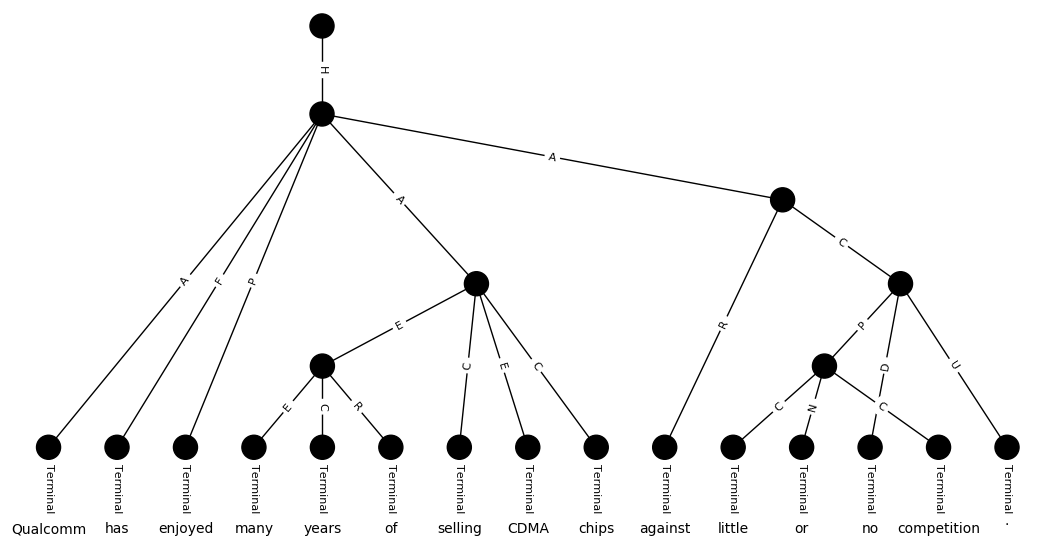 H
A
A
C
A
F
P
E
R
P
D
U
C
E
C
E
C
R
C
N
C
Terminal Terminal Terminal Terminal Terminal Terminal Terminal Terminal Terminal Terminal Terminal Terminal Terminal Terminal Terminal
Qualcomm has enjoyed many years of selling CDMA chips against little or no competition .